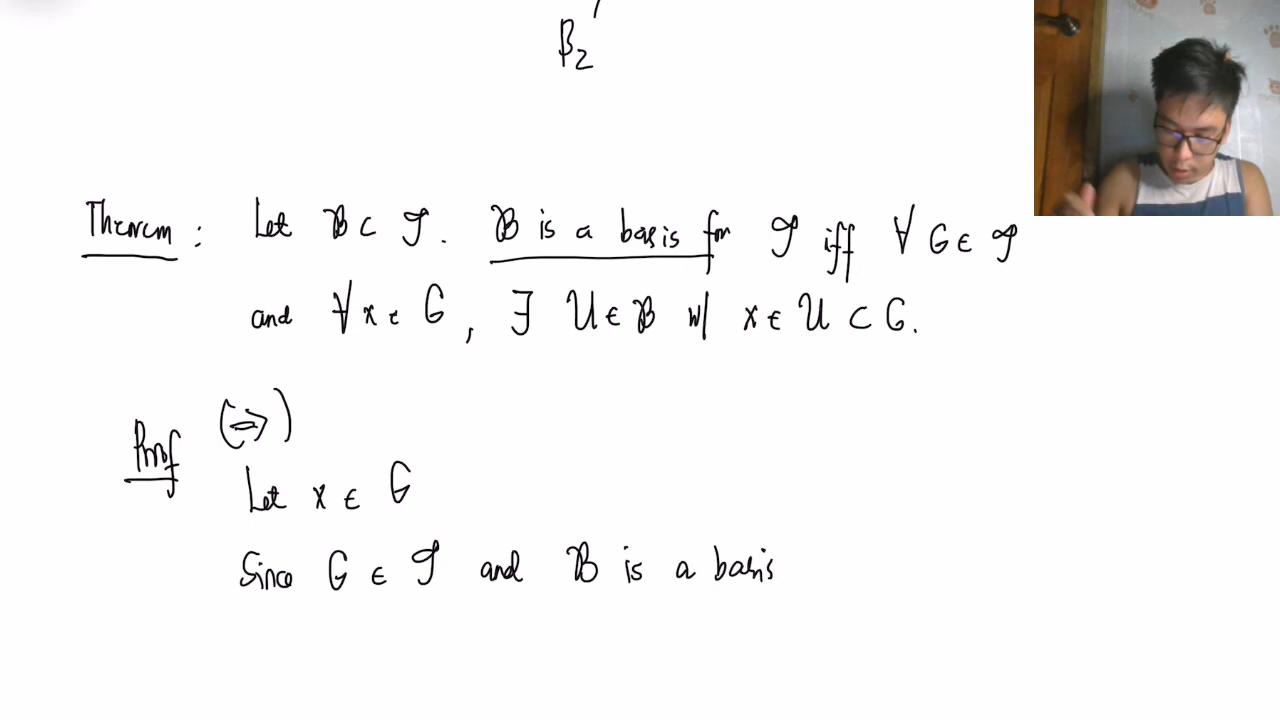 β₂
Theorem : Let ℬ ⊂ 𝒯. ℬ is a basis for 𝒯 iff ∀ G ∈ 𝒯
and ∀ x ∈ G, ∃ U ∈ ℬ w/ x ∈ U ⊂ G.
Proof (⇒)
Let x ∈ G
Since G ∈ 𝒯 and ℬ is a basis